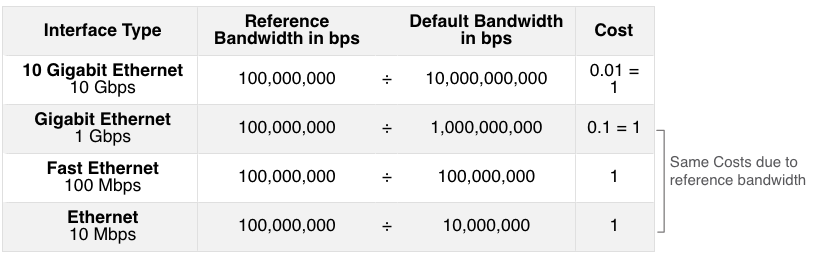 Interface Type
Reference
Bandwidth in bps
Default Bandwidth
in bps
Cost
10 Gigabit Ethernet
10 Gbps
100,000,000 ÷ 10,000,000,000
0.01 =
1
Gigabit Ethernet
1 Gbps
100,000,000 ÷ 1,000,000,000
0.1 = 1
Fast Ethernet
100 Mbps
100,000,000 ÷ 100,000,000
1
Ethernet
10 Mbps
100,000,000 ÷ 10,000,000
1
Same Costs due to
reference bandwidth